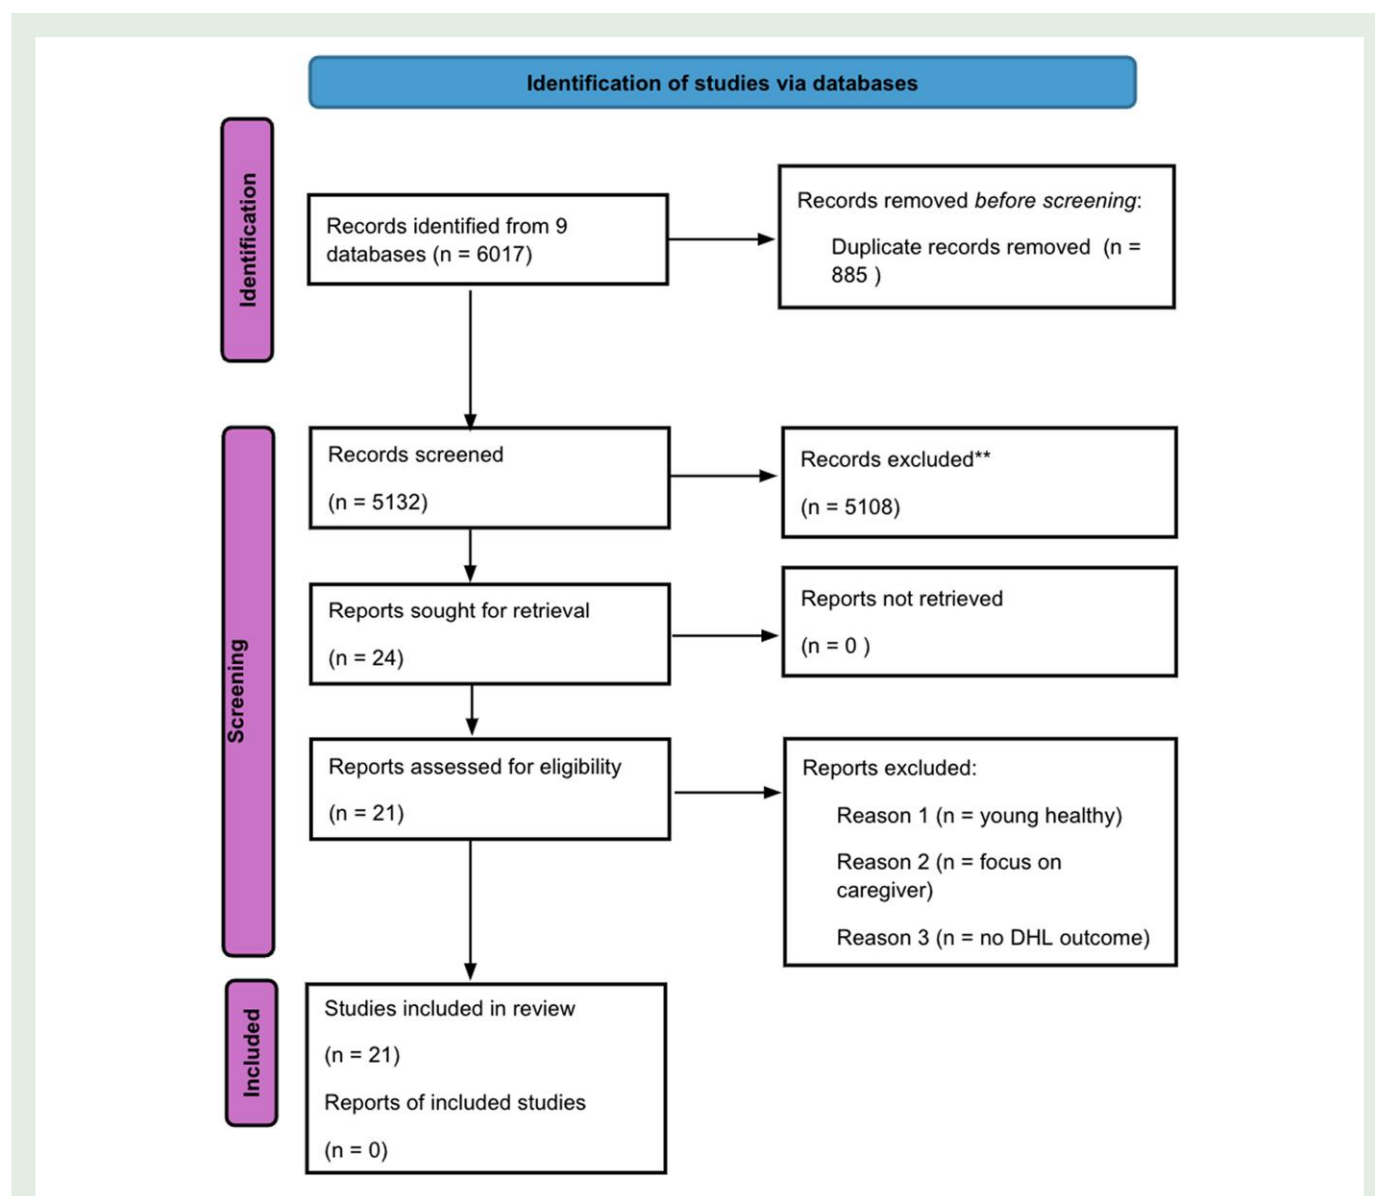 Identification of studies via databases
Identification
Records identified from 9
databases (n = 6017)
Records removed before screening:
Duplicate records removed (n =
885 )
Screening
Records screened
(n = 5132)
Records excluded**
(n = 5108)
Reports sought for retrieval
(n = 24)
Reports not retrieved
(n = 0 )
Reports assessed for eligibility
(n = 21)
Reports excluded:
Reason 1 (n = young healthy)
Reason 2 (n = focus on
caregiver)
Reason 3 (n = no DHL outcome)
Included
Studies included in review
(n = 21)
Reports of included studies
(n = 0)